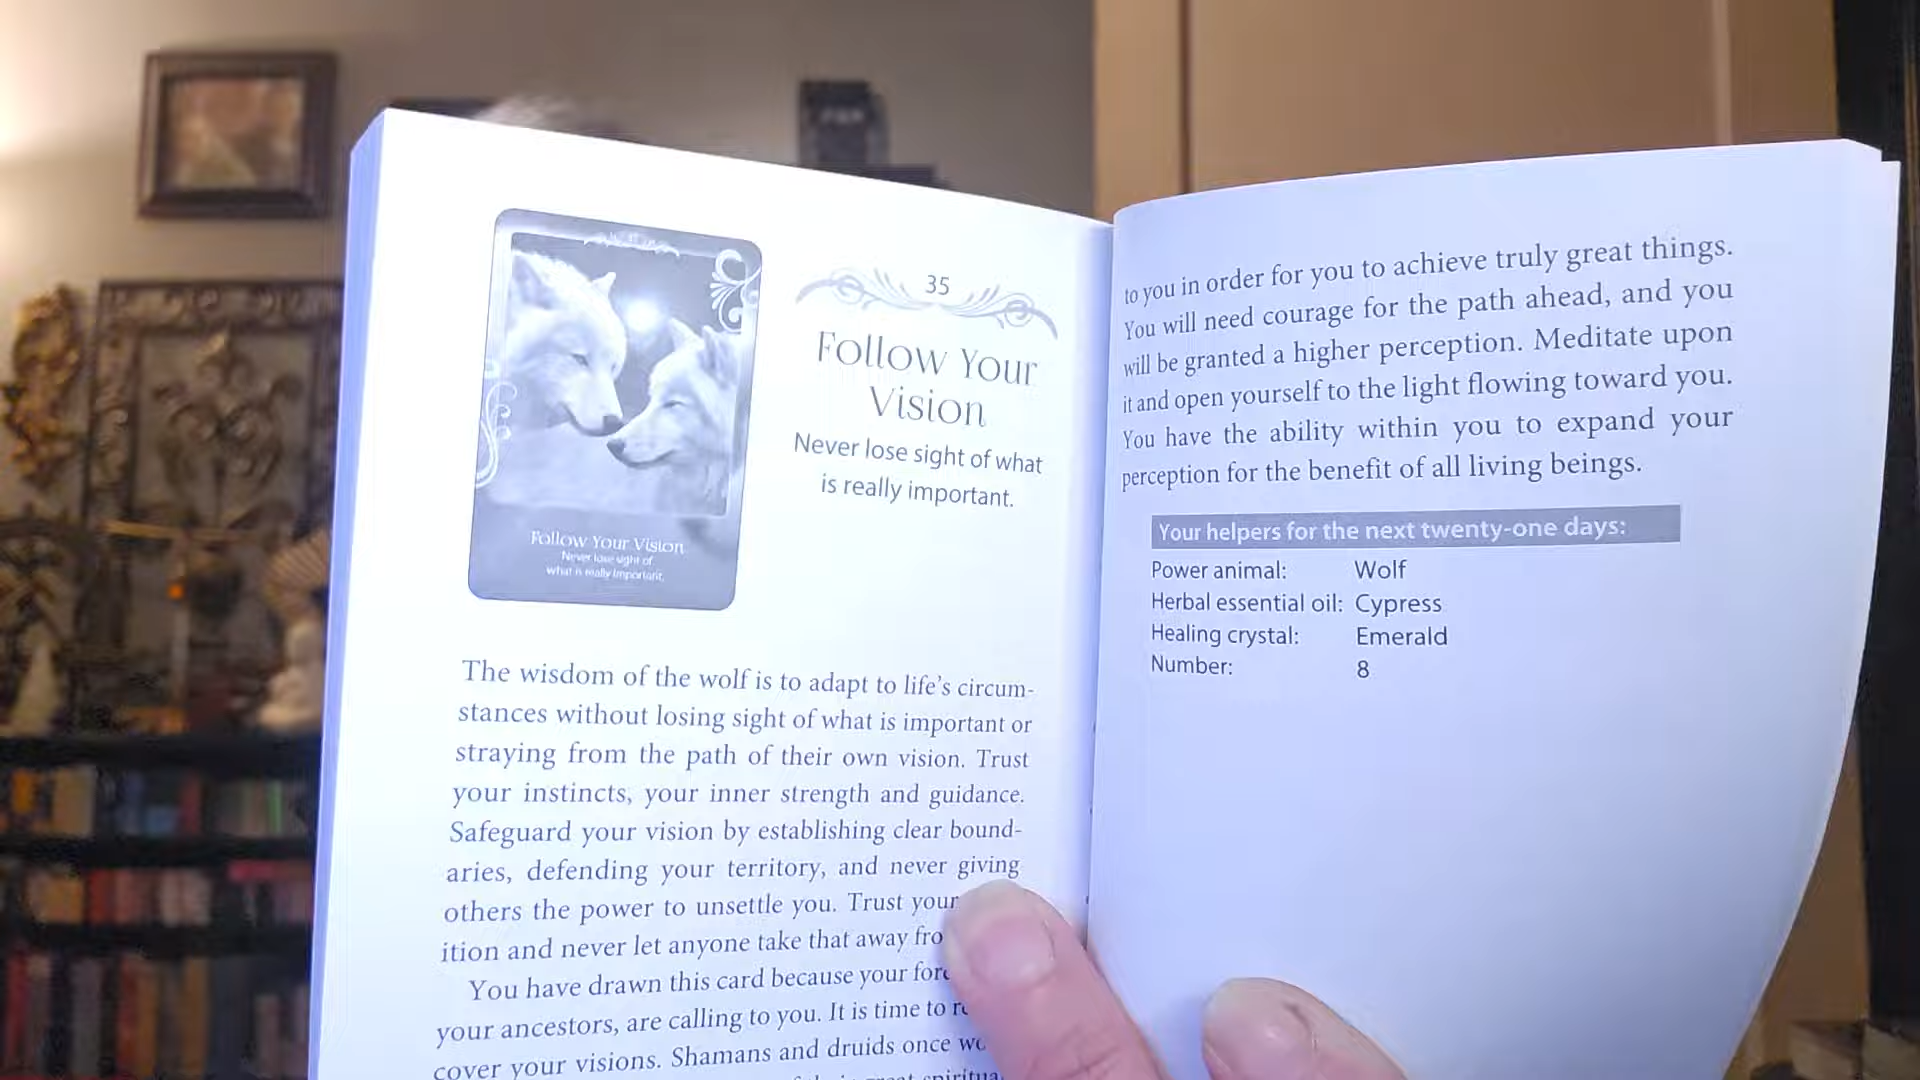 35
Follow Your
Vision
Never lose sight of what
is really important.
Follow Your Vision
Never lose sight of
what is really important.
The wisdom of the wolf is to adapt to life's circum-
stances without losing sight of what is important or
straying from the path of their own vision. Trust
your instincts, your inner strength and guidance.
Safeguard your vision by establishing clear bound-
aries, defending your territory, and never giving
others the power to unsettle you. Trust your
ition and never let anyone take that away fro
You have drawn this card because your for
your ancestors, are calling to you. It is time to r
cover your visions. Shamans and druids once w
great spiritua
to you in order for you to achieve truly great things.
You will need courage for the path ahead, and you
will be granted a higher perception. Meditate upon
it and open yourself to the light flowing toward you.
You have the ability within you to expand your
perception for the benefit of all living beings.
Your helpers for the next twenty-one days:
Power animal: Wolf
Herbal essential oil: Cypress
Healing crystal: Emerald
Number: 8